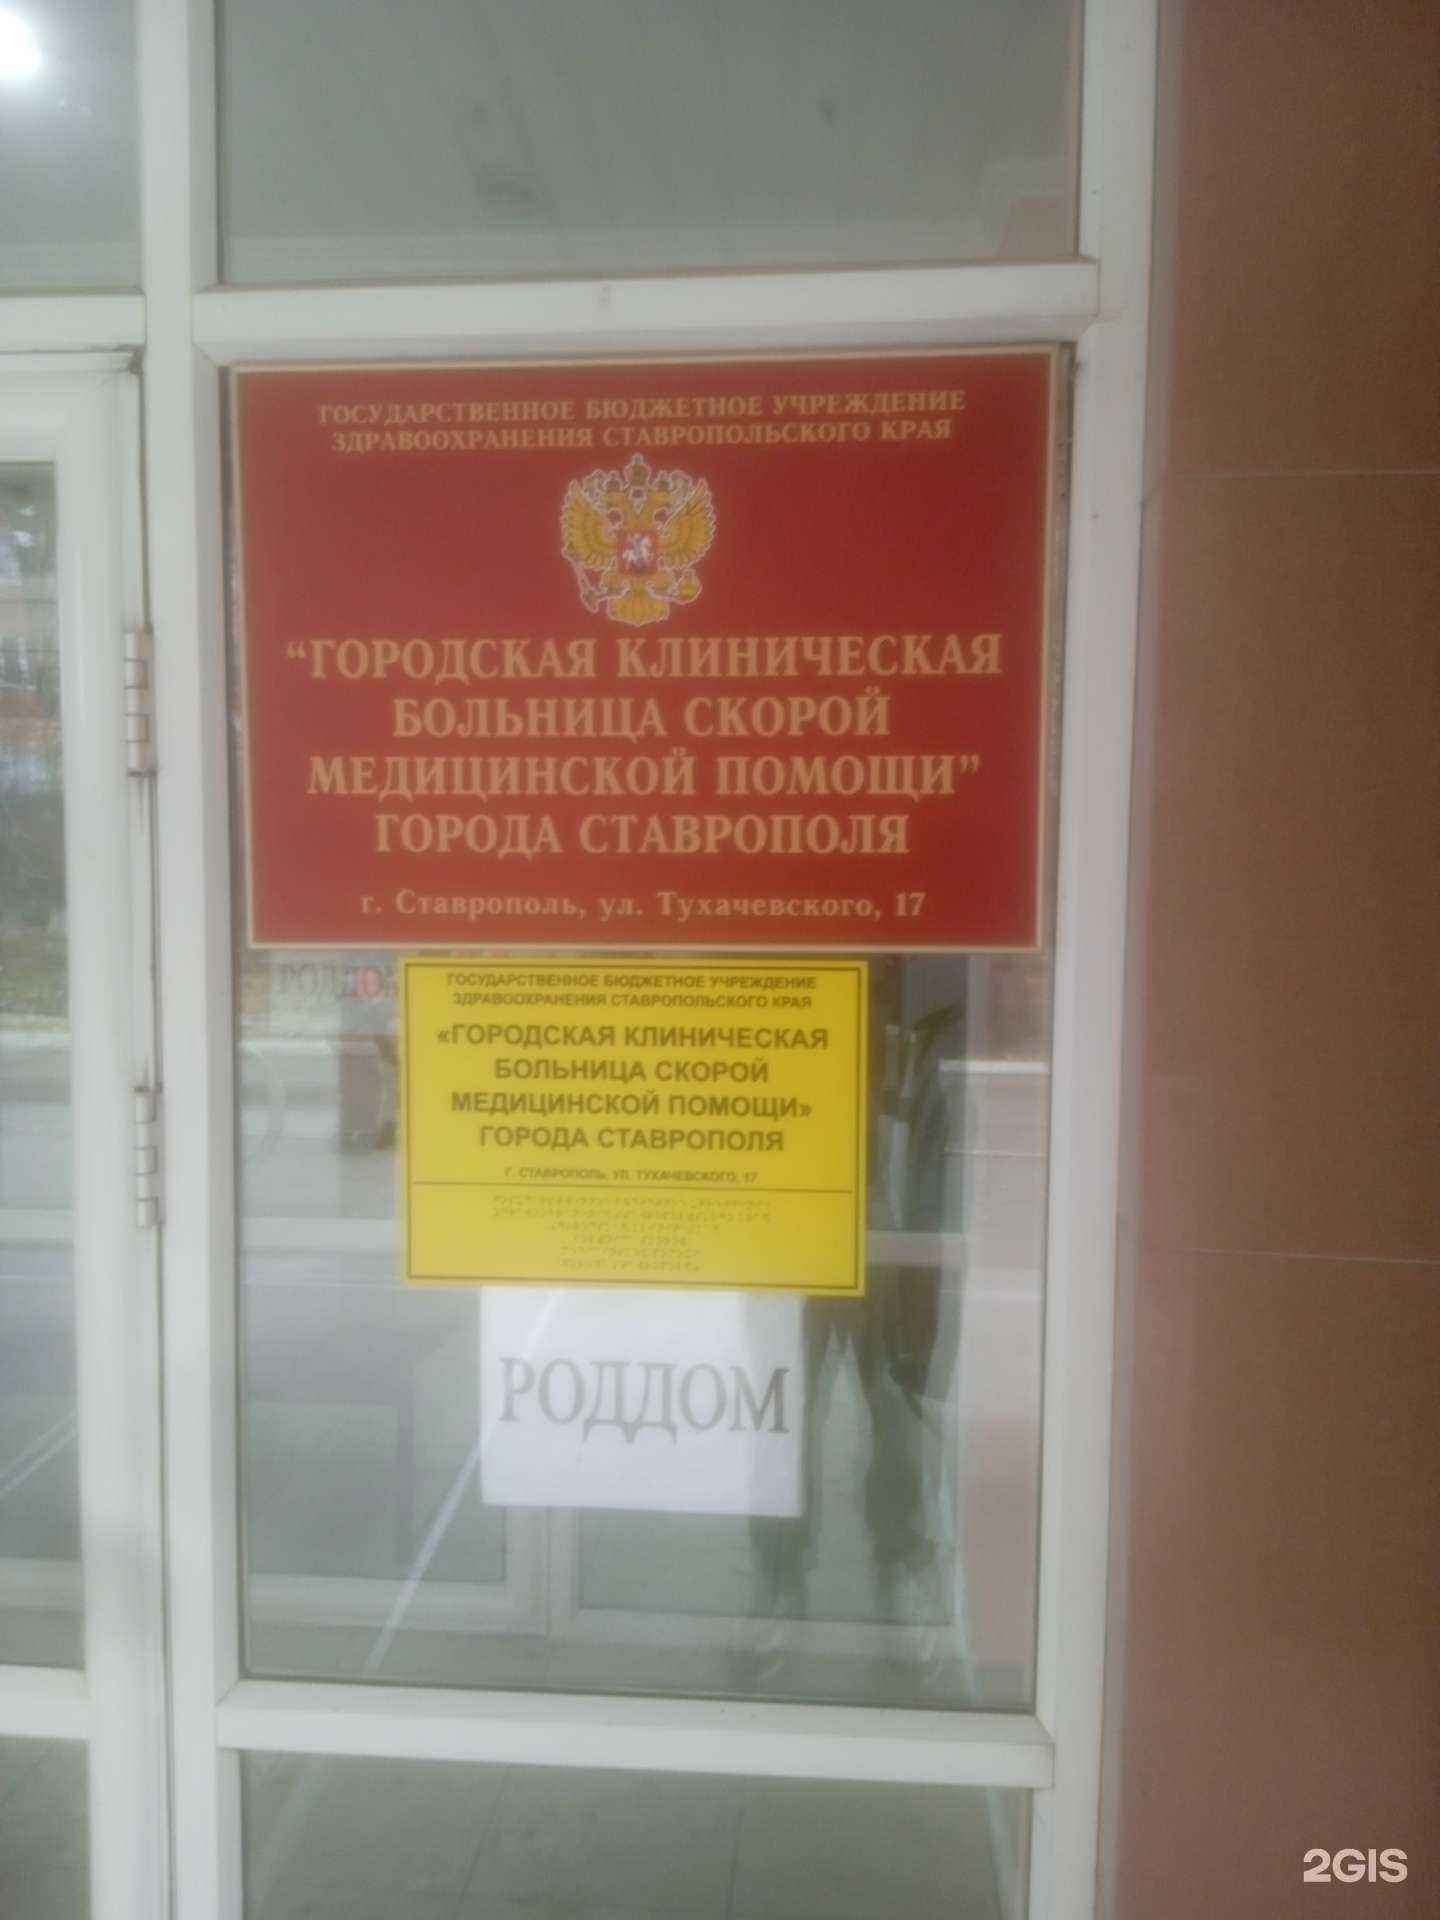 ГОСУДАРСТВЕННОЕ БЮДЖЕТНОЕ УЧРЕЖДЕНИЕ
ЗДРАВООХРАНЕНИЯ СТАВРОПОЛЬСКОГО КРАЯ
“ГОРОДСКАЯ КЛИНИЧЕСКАЯ
БОЛЬНИЦА СКОРОЙ
МЕДИЦИНСКОЙ ПОМОЩИ”
ГОРОДА СТАВРОПОЛЯ
г. Ставрополь, ул. Тухачевского, 17
РОДДОМ
ГОСУДАРСТВЕННОЕ БЮДЖЕТНОЕ УЧРЕЖДЕНИЕ
ЗДРАВООХРАНЕНИЯ СТАВРОПОЛЬСКОГО КРАЯ
«ГОРОДСКАЯ КЛИНИЧЕСКАЯ
БОЛЬНИЦА СКОРОЙ
МЕДИЦИНСКОЙ ПОМОЩИ»
ГОРОДА СТАВРОПОЛЯ
Г. СТАВРОПОЛЬ, УЛ. ТУХАЧЕВСКОГО, 17
РОДДОМ
2GIS